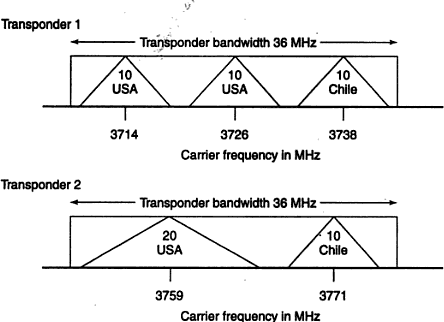 Transponder 1
Transponder bandwidth 36 MHz
10 10 10
USA USA Chile
3714 3726 3738
Carrier frequency in MHz
Transponder 2
Transponder bandwidth 36 MHz
20 10
USA Chile
3759 3771
Carrier frequency in MHz